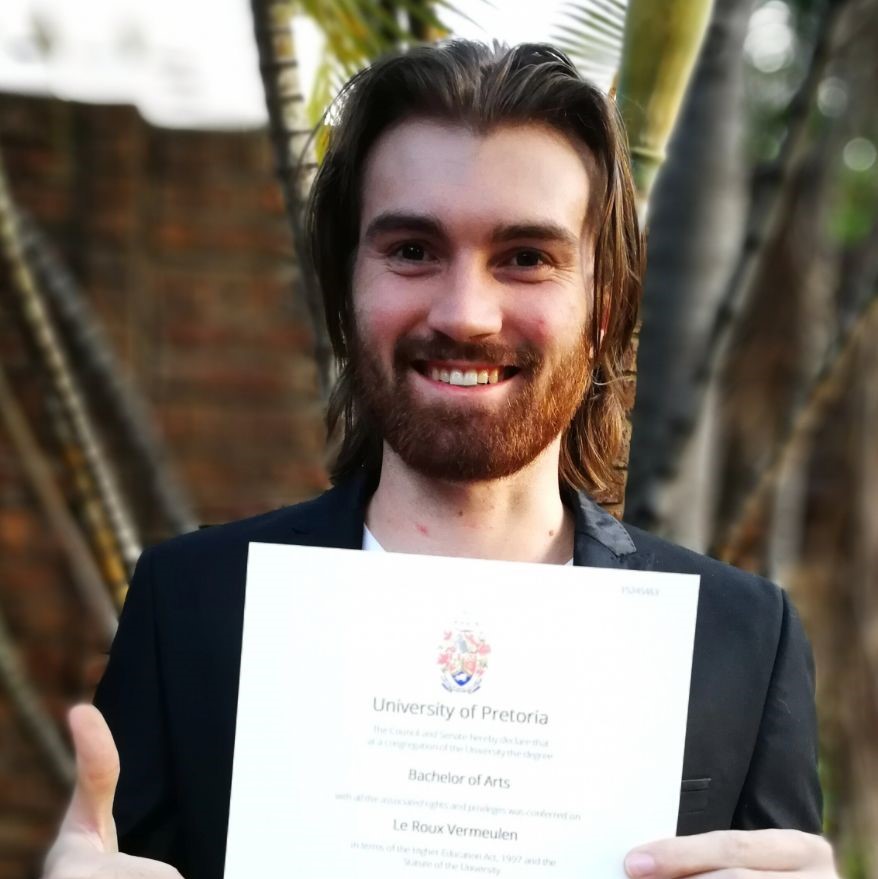 University of Pretoria
The Council and Senate hereby declare that
at a congregation of the University the degree
Bachelor of Arts
with all the associated rights and privileges was conferred on
Le Roux Vermeulen
in terms of the Higher Education Act, 1997 and the
Statute of the University